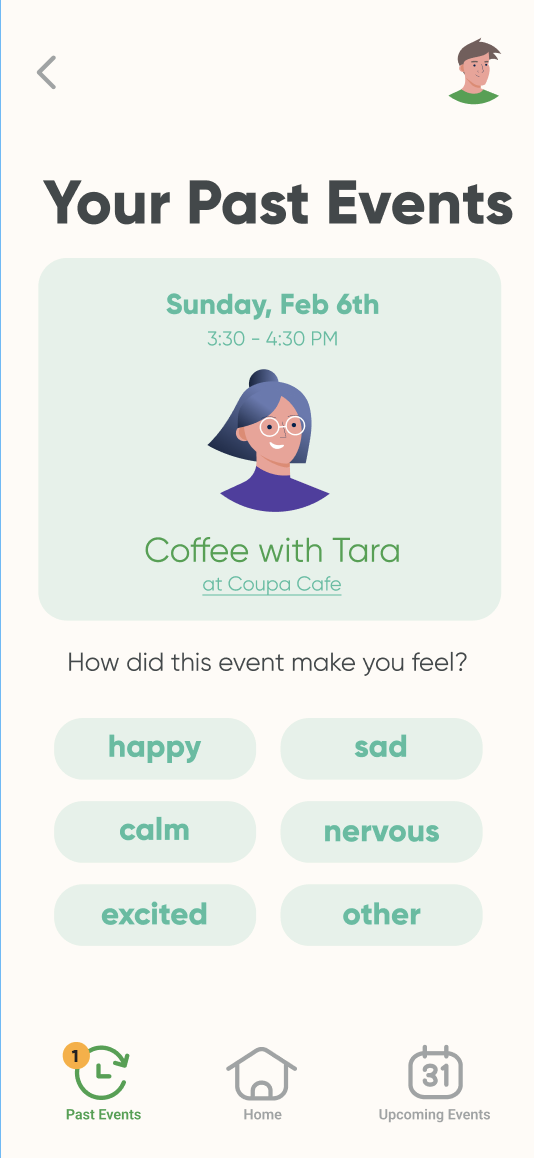 Your Past Events
Sunday, Feb 6th
3:30 - 4:30 PM
Coffee with Tara
at Coupa Cafe
How did this event make you feel?
happy
sad
calm
nervous
excited
other
1
31
Past Events
Home
Upcoming Events